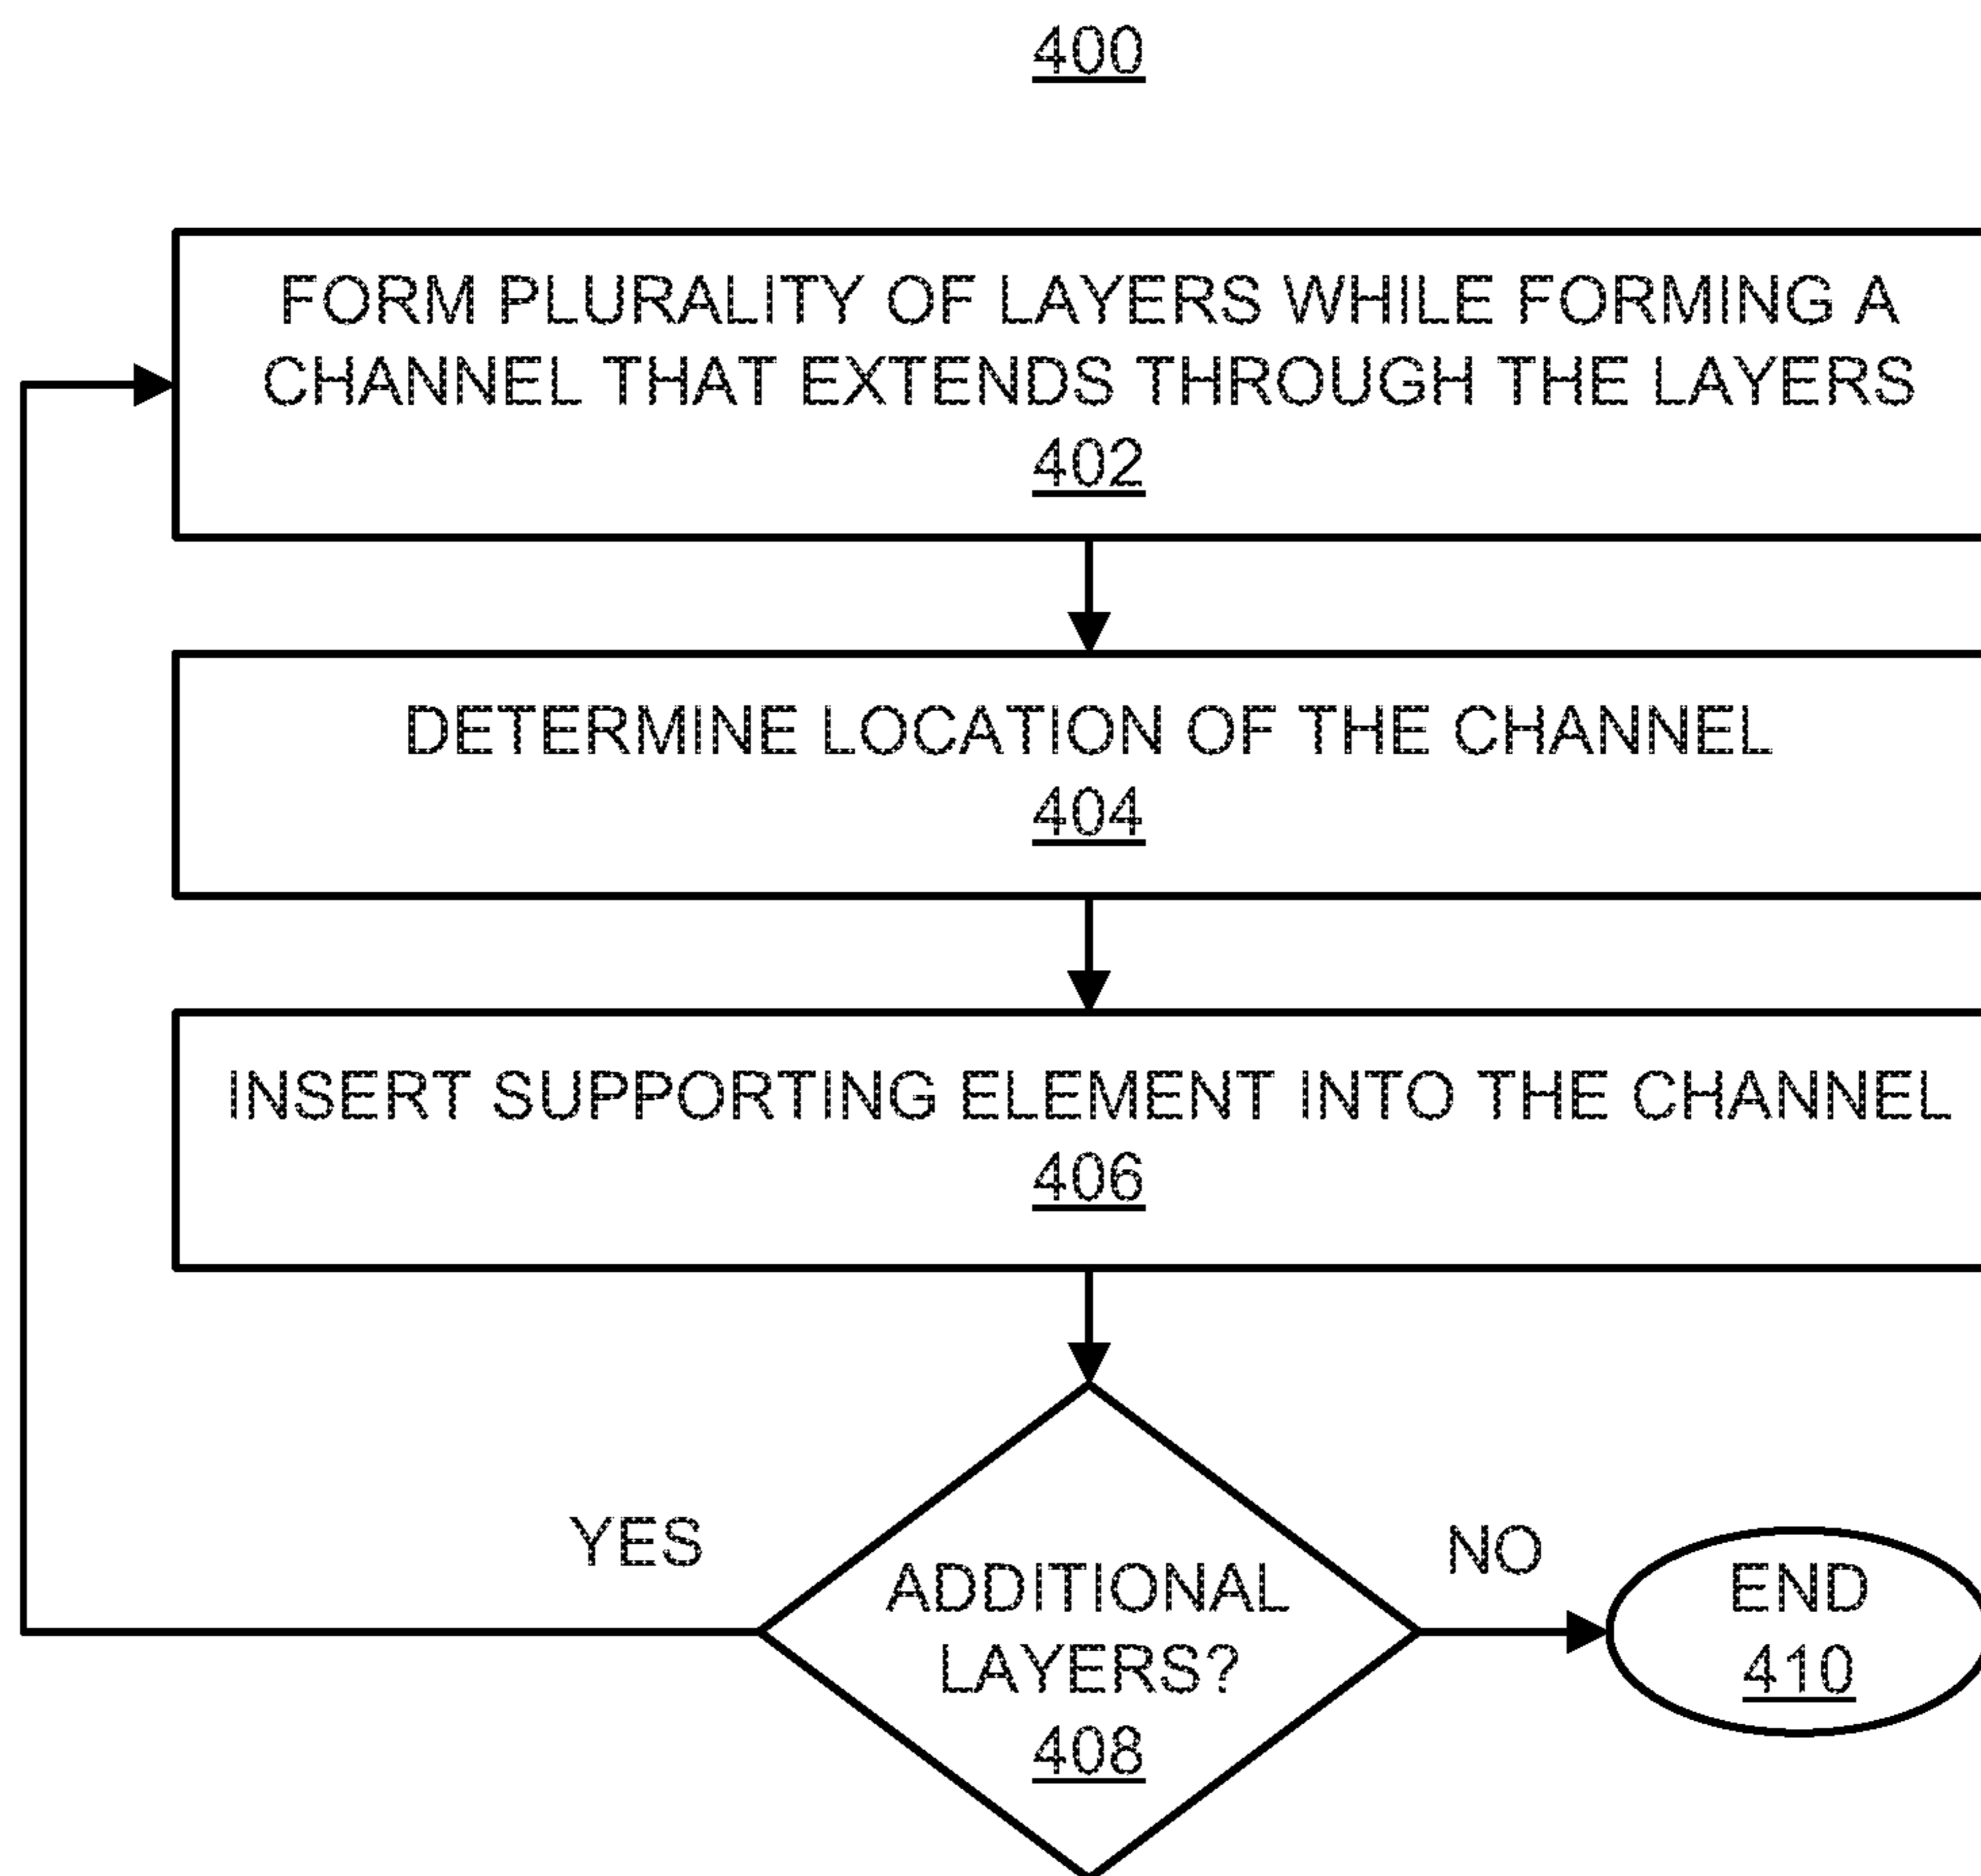 400
FORM PLURALITY OF LAYERS WHILE FORMING A
CHANNEL THAT EXTENDS THROUGH THE LAYERS
402
DETERMINE LOCATION OF THE CHANNEL
404
INSERT SUPPORTING ELEMENT INTO THE CHANNEL
406
YES
NO
ADDITIONAL
LAYERS?
408
END
410